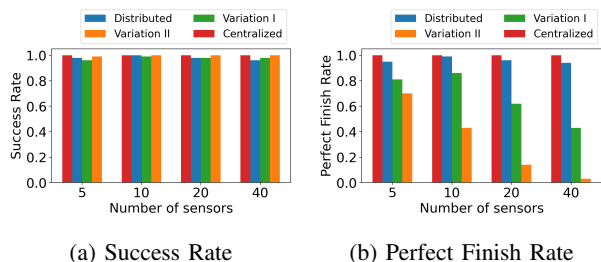 Distributed Variation I
Variation II Centralized
Success Rate
1.0
0.8
0.6
0.4
0.2
0.0
5 10 20 40
Number of sensors
(a) Success Rate
Distributed Variation I
Variation II Centralized
Perfect Finish Rate
1.0
0.8
0.6
0.4
0.2
0.0
5 10 20 40
Number of sensors
(b) Perfect Finish Rate